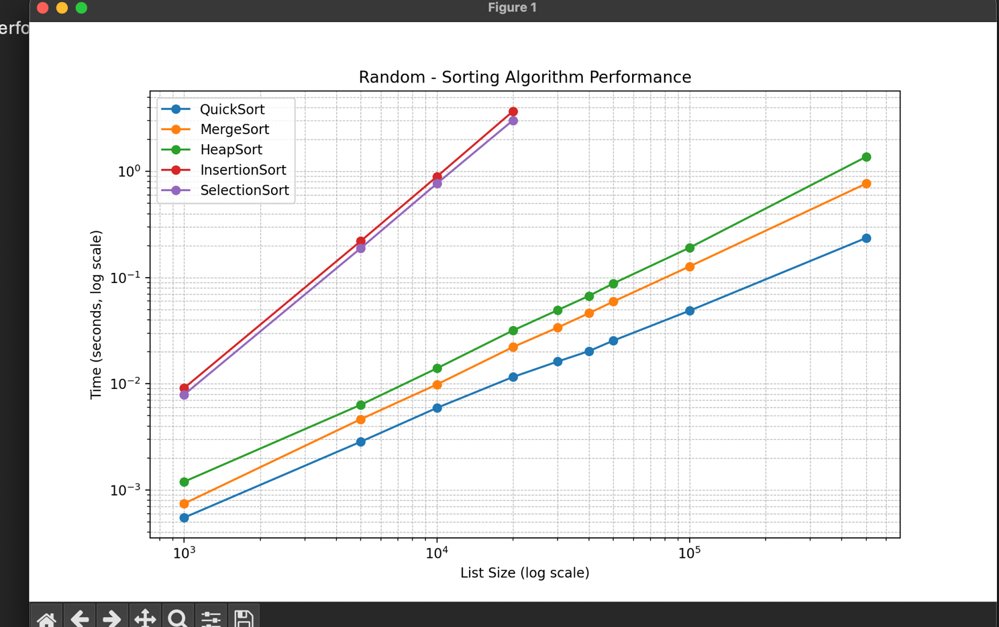 Figure 1
erfo
Random - Sorting Algorithm Performance
QuickSort
MergeSort
HeapSort
InsertionSort
SelectionSort
10⁰
10⁻¹
10⁻²
10⁻³
Time (seconds, log scale)
10³
10⁴
10⁵
List Size (log scale)